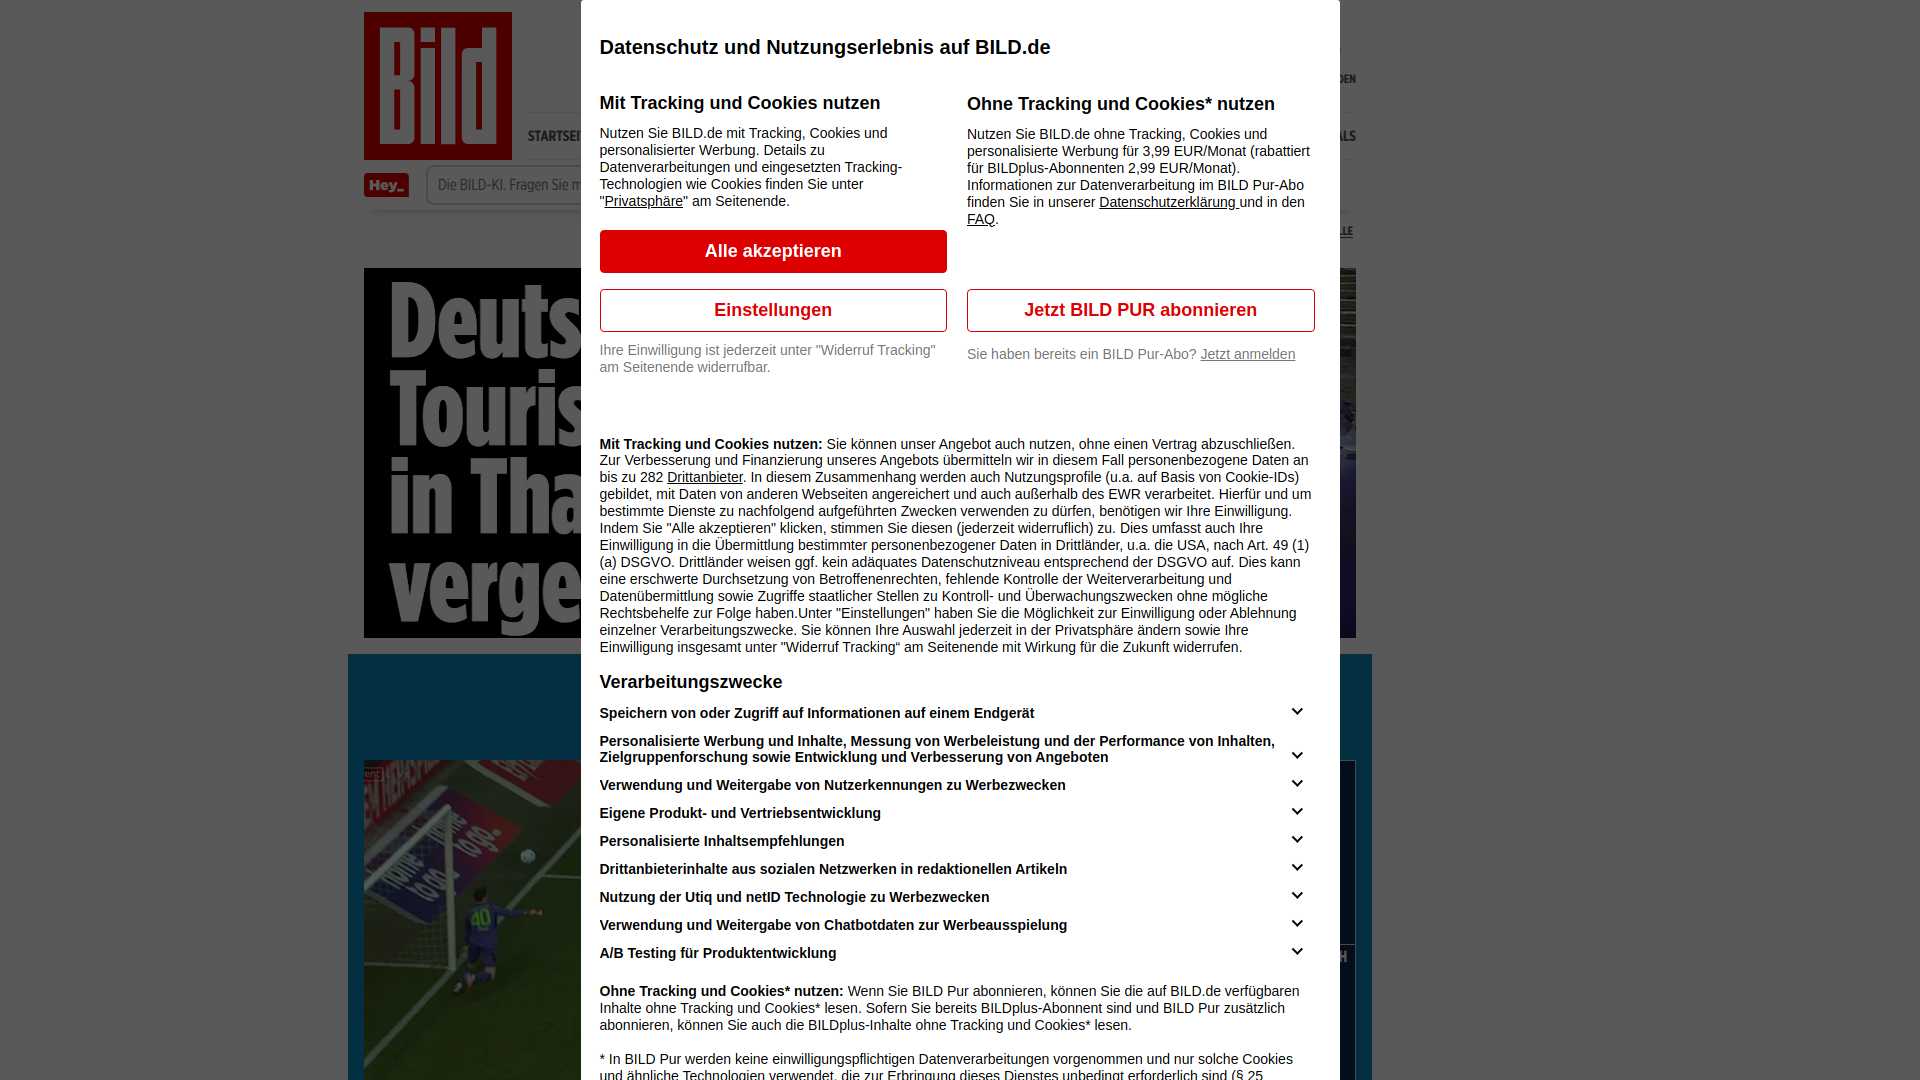 Bild
Datenschutz und Nutzungserlebnis auf BILD.de
Mit Tracking und Cookies nutzen
Nutzen Sie BILD.de mit Tracking, Cookies und
personalisierter Werbung. Details zu
Datenverarbeitungen und eingesetzten Tracking-
Technologien wie Cookies finden Sie unter
"Privatsphäre" am Seitenende.
Alle akzeptieren
Einstellungen
Ihre Einwilligung ist jederzeit unter "Widerruf Tracking"
am Seitenende widerrufbar.
Ohne Tracking und Cookies* nutzen
Nutzen Sie BILD.de ohne Tracking, Cookies und
personalisierte Werbung für 3,99 EUR/Monat (rabattiert
für BILDplus-Abonnenten 2,99 EUR/Monat).
Informationen zur Datenverarbeitung im BILD Pur-Abo
finden Sie in unserer Datenschutzerklärung und in den
FAQ.
Jetzt BILD PUR abonnieren
Sie haben bereits ein BILD Pur-Abo? Jetzt anmelden
Mit Tracking und Cookies nutzen: Sie können unser Angebot auch nutzen, ohne einen Vertrag abzuschließen.
Zur Verbesserung und Finanzierung unseres Angebots übermitteln wir in diesem Fall personenbezogene Daten an
bis zu 282 Drittanbieter. In diesem Zusammenhang werden auch Nutzungsprofile (u.a. auf Basis von Cookie-IDs)
gebildet, mit Daten von anderen Webseiten angereichert und auch außerhalb des EWR verarbeitet. Hierfür und um
bestimmte Dienste zu nachfolgend aufgeführten Zwecken verwenden zu dürfen, benötigen wir Ihre Einwilligung.
Indem Sie "Alle akzeptieren" klicken, stimmen Sie diesen (jederzeit widerruflich) zu. Dies umfasst auch Ihre
Einwilligung in die Übermittlung bestimmter personenbezogener Daten in Drittländer, u.a. die USA, nach Art. 49 (1)
(a) DSGVO. Drittländer weisen ggf. kein adäquates Datenschutzniveau entsprechend der DSGVO auf. Dies kann
eine erschwerte Durchsetzung von Betroffenenrechten, fehlende Kontrolle der Weiterverarbeitung und
Datenübermittlung sowie Zugriffe staatlicher Stellen zu Kontroll- und Überwachungszwecken ohne mögliche
Rechtsbehelfe zur Folge haben.Unter "Einstellungen" haben Sie die Möglichkeit zur Einwilligung oder Ablehnung
einzelner Verarbeitungszwecke. Sie können Ihre Auswahl jederzeit in der Privatsphäre ändern sowie Ihre
Einwilligung insgesamt unter "Widerruf Tracking“ am Seitenende mit Wirkung für die Zukunft widerrufen.
Verarbeitungszwecke
Speichern von oder Zugriff auf Informationen auf einem Endgerät
Personalisierte Werbung und Inhalte, Messung von Werbeleistung und der Performance von Inhalten,
Zielgruppenforschung sowie Entwicklung und Verbesserung von Angeboten
Verwendung und Weitergabe von Nutzerkennungen zu Werbezwecken
Eigene Produkt- und Vertriebsentwicklung
Personalisierte Inhaltsempfehlungen
Drittanbieterinhalte aus sozialen Netzwerken in redaktionellen Artikeln
Nutzung der Utiq und netID Technologie zu Werbezwecken
Verwendung und Weitergabe von Chatbotdaten zur Werbeausspielung
A/B Testing für Produktentwicklung
Ohne Tracking und Cookies* nutzen: Wenn Sie BILD Pur abonnieren, können Sie die auf BILD.de verfügbaren
Inhalte ohne Tracking und Cookies* lesen. Sofern Sie bereits BILDplus-Abonnent sind und BILD Pur zusätzlich
abonnieren, können Sie auch die BILDplus-Inhalte ohne Tracking und Cookies* lesen.
* In BILD Pur werden keine einwilligungspflichtigen Datenverarbeitungen vorgenommen und nur solche Cookies
und ähnliche Technologien verwendet, die zur Erbringung dieses Dienstes unbedingt erforderlich sind (§ 25
STARTSEI
Hey_
Die BILD-KI. Fragen Sie m
Deuts
Touris
in Tha
verge
40